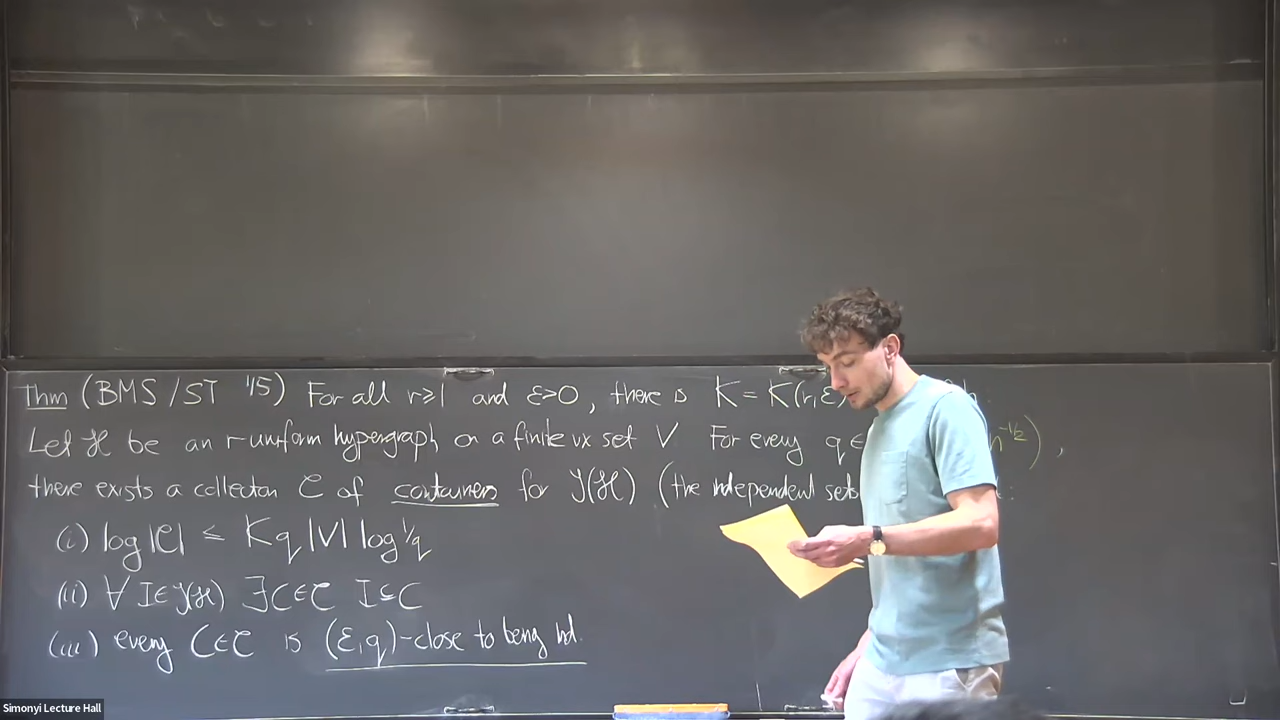 Thm (BMS/ST '15) For all r≥1 and ε>0, there is K = K(r,ε)
Let ℋ be an r-uniform hypergraph on a finite vx set V. For every q ∈ n^{-1/2}),
there exists a collection 𝒞 of containers for 𝓘(ℋ) (the independent sets :
(i) log|𝒞| ≤ Kq|V| log 1/q
(ii) ∀ I∈𝓘(ℋ) ∃C∈𝒞 I⊆C
(iii) every C∈𝒞 is (ε,q)-close to being ind.
Simonyi Lecture Hall